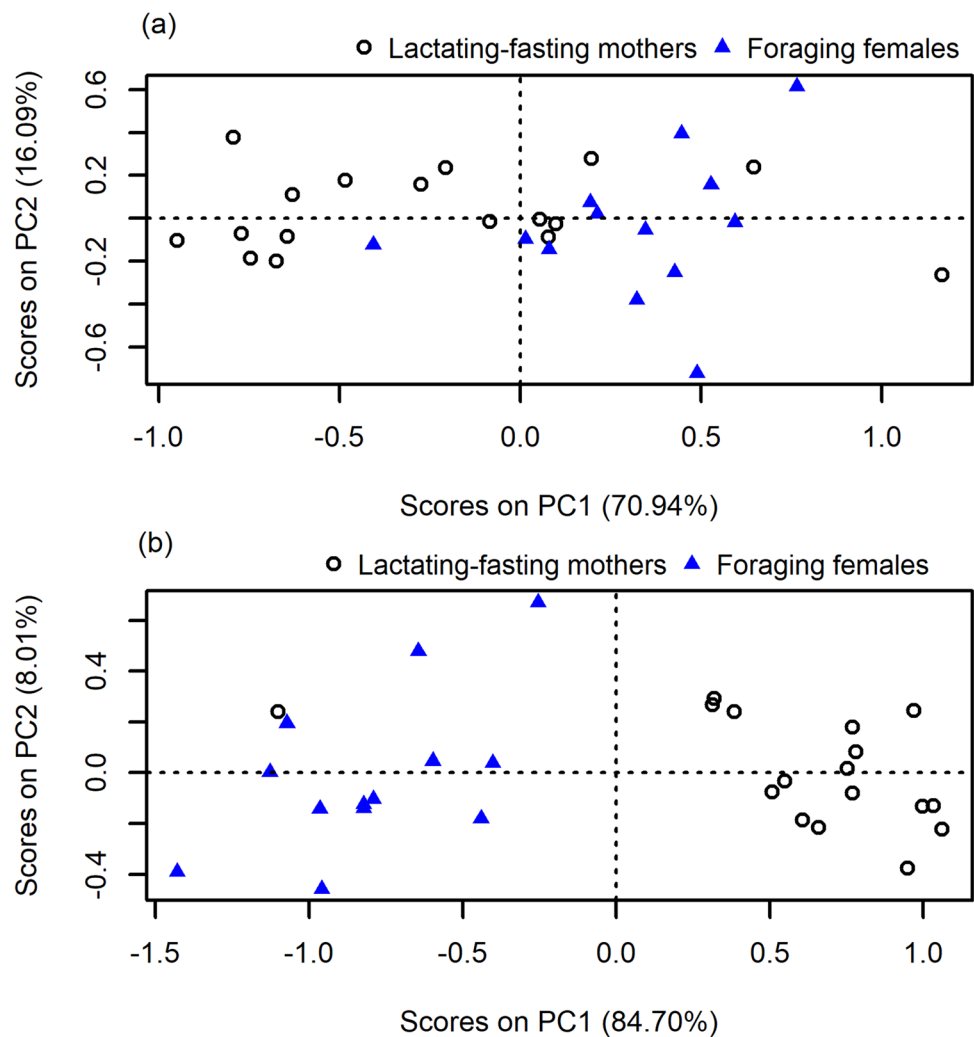 (a)
Lactating-fasting mothers Foraging females
Scores on PC2 (16.09%)
0.6
0.2
-0.2
-0.6
-1.0 -0.5 0.0 0.5 1.0
Scores on PC1 (70.94%)
(b)
Lactating-fasting mothers Foraging females
Scores on PC2 (8.01%)
0.4
0.0
-0.4
-1.5 -1.0 -0.5 0.0 0.5 1.0
Scores on PC1 (84.70%)